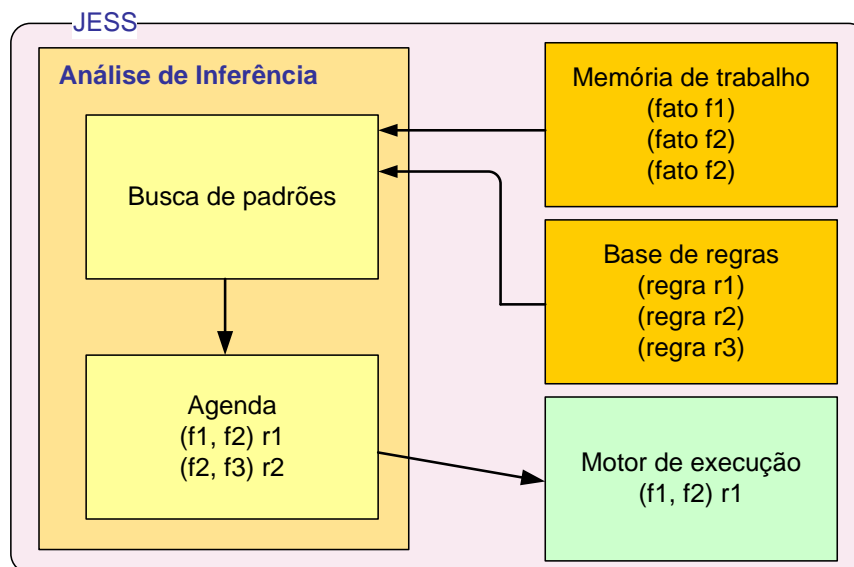 JESS
Análise de Inferência
Busca de padrões
Agenda
(f1, f2) r1
(f2, f3) r2
Memória de trabalho
(fato f1)
(fato f2)
(fato f2)
Base de regras
(regra r1)
(regra r2)
(regra r3)
Motor de execução
(f1, f2) r1